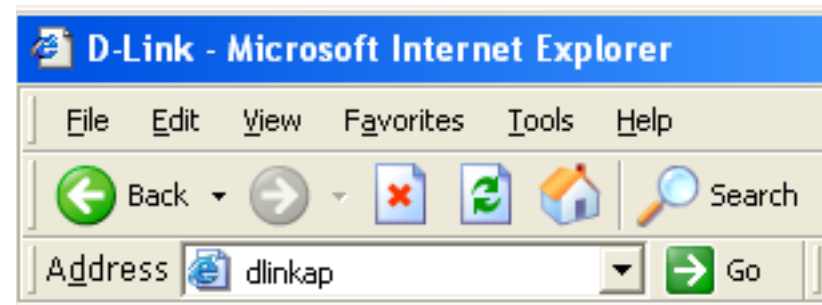 D-Link - Microsoft Internet Explorer
File Edit View Favorites Tools Help
Back Search
Address dlinkap Go